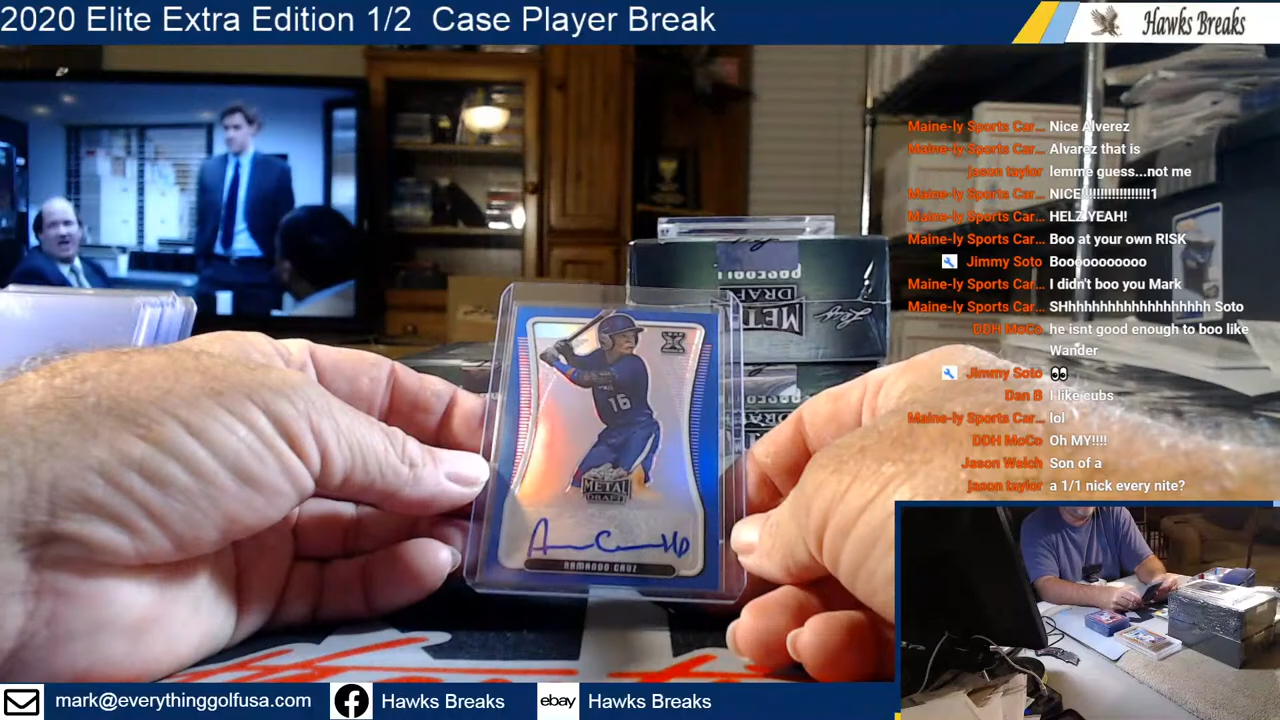 2020 Elite Extra Edition 1/2 Case Player Break
Hawks Breaks
Maine-ly Sports Car... Nice Alverez
Maine-ly Sports Car... Alvarez that is
jason taylor lemme guess...not me
Maine-ly Sports Car... NICE!!!!!!!!!!!!!!!!!1
Maine-ly Sports Car... HELZ YEAH!
Maine-ly Sports Car... Boo at your own RISK
Jimmy Soto Boooooooooo
Maine-ly Sports Car... I didn't boo you Mark
Maine-ly Sports Car... SHhhhhhhhhhhhhhhhhh Soto
DDH MoCo he isnt good enough to boo like
Wander
Jimmy Soto 👀
Dan B I like cubs
Maine-ly Sports Car... lol
DDH MoCo Oh MY!!!!
Jason Welch Son of a
jason taylor a 1/1 nick every nite?
DRAFT
METAL
Leaf
LEAF
16
METAL
DRAFT
ARMANDO CRUZ
mark@everythinggolfusa.com
Hawks Breaks
ebay
Hawks Breaks